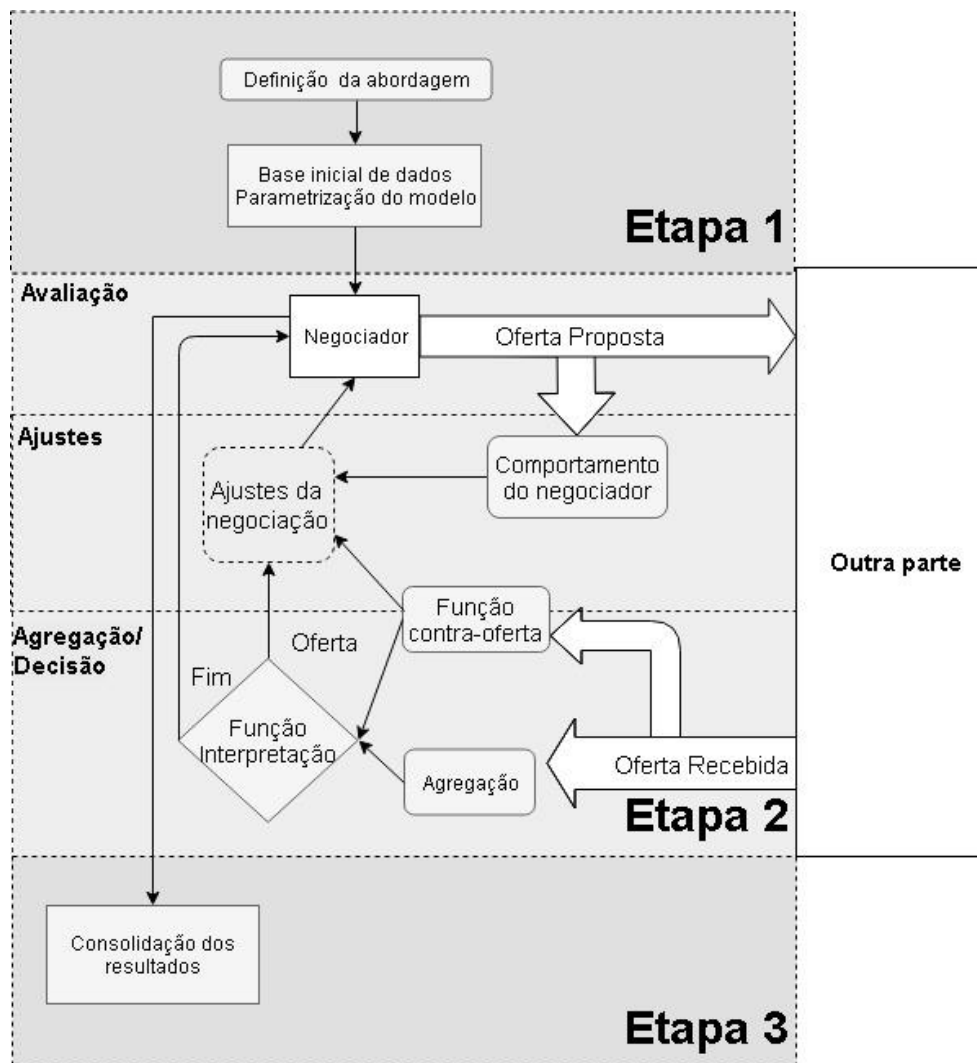 Definição da abordagem
Base inicial de dados
Parametrização do modelo
Etapa 1
Avaliação
Negociador
Oferta Proposta
Ajustes
Comportamento
do negociador
Ajustes da
negociação
Outra parte
Agregação/
Decisão
Função
contra-oferta
Oferta
Fim
Função
Interpretação
Agregação
Oferta Recebida
Etapa 2
Consolidação dos
resultados
Etapa 3